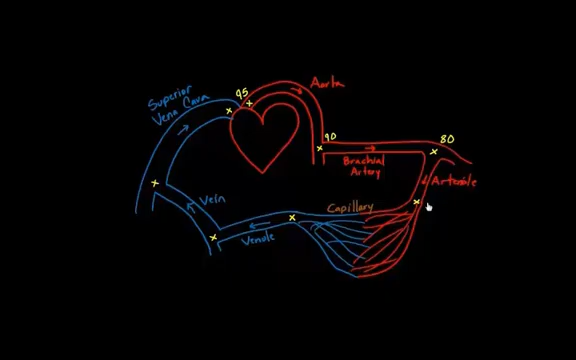 Superior
Vena Cava
95
Aorta
90
80
Brachial
Artery
Arteriole
Vein
Capillary
Venule